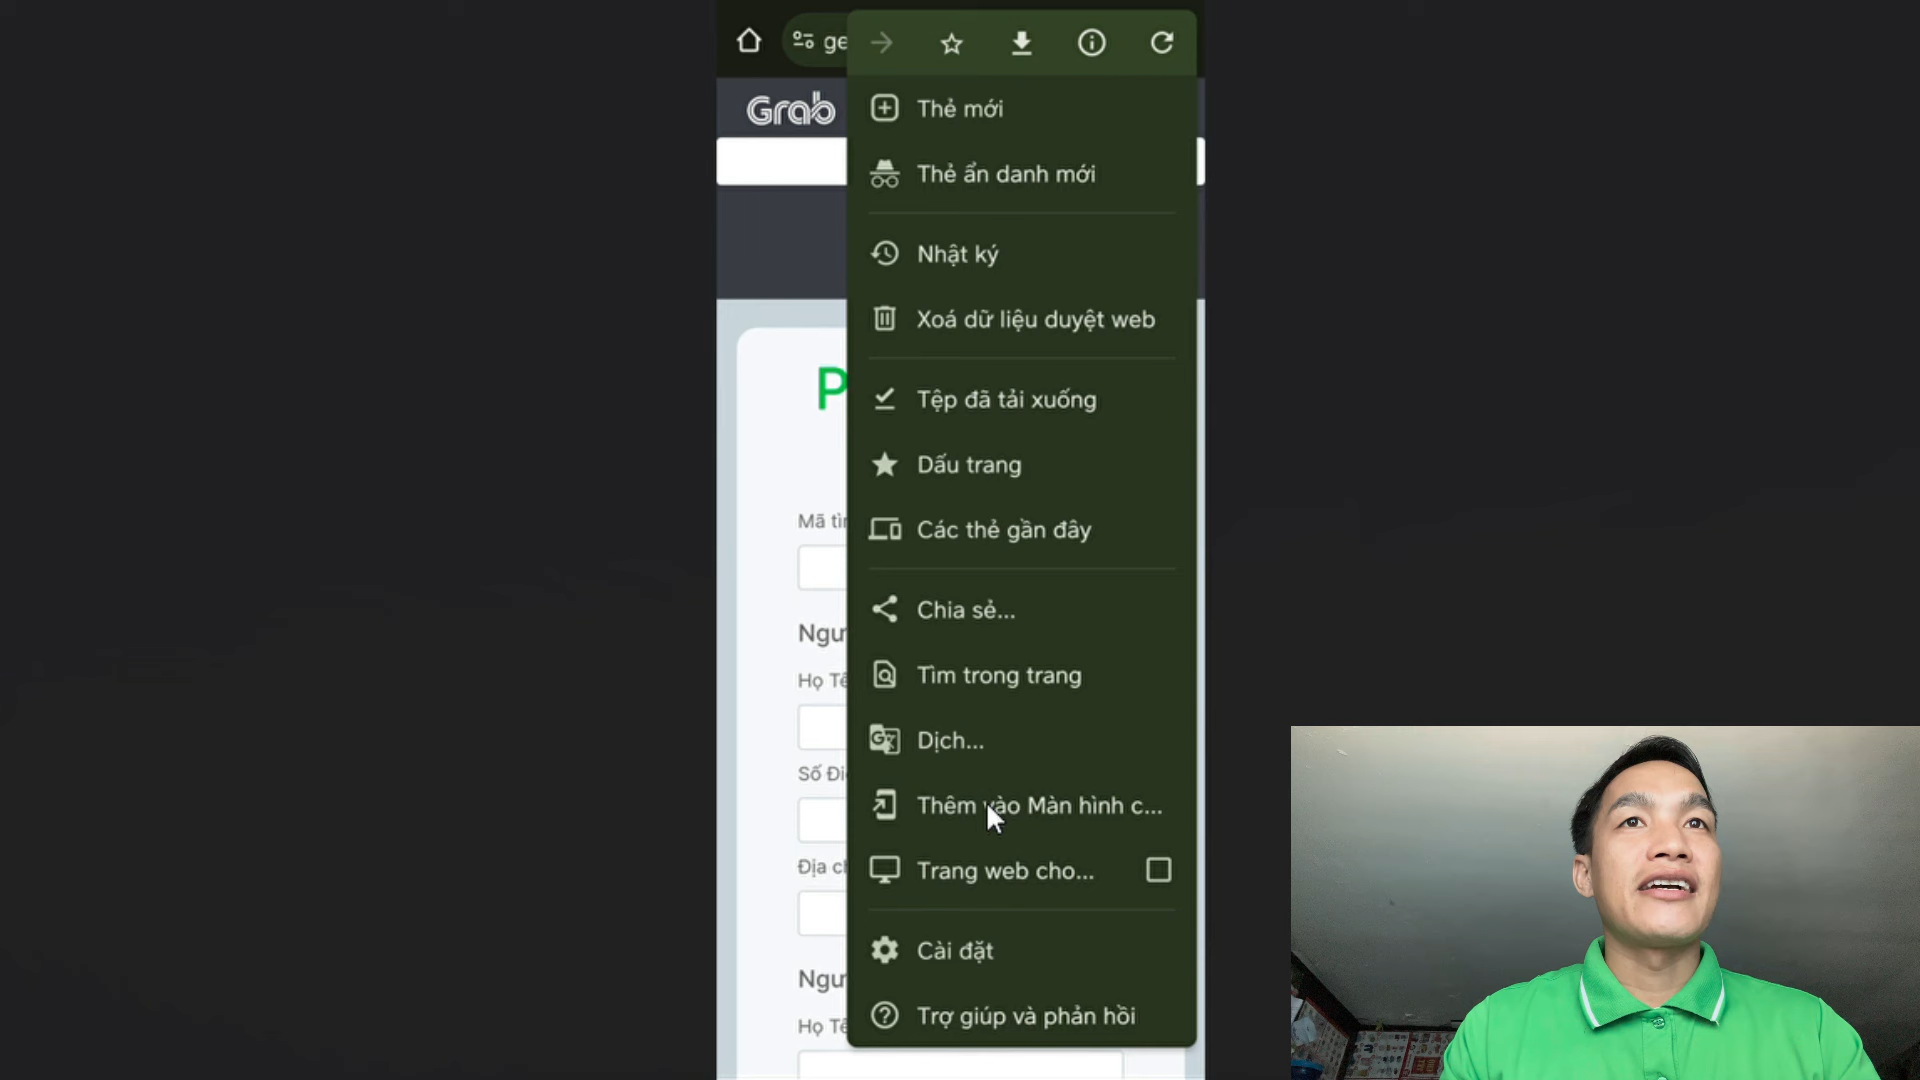 ge
Grab
Thẻ mới
Thẻ ẩn danh mới
Nhật ký
Xoá dữ liệu duyệt web
P
Tệp đã tải xuống
Dấu trang
Mã
Các thẻ gần đây
Chia sẻ...
Ngư
Họ Tê
Tìm trong trang
Dịch...
Số Đi
Thêm vào Màn hình c...
Địa ch
Trang web cho...
Cài đặt
Ngư
Trợ giúp và phản hồi
Họ Tê